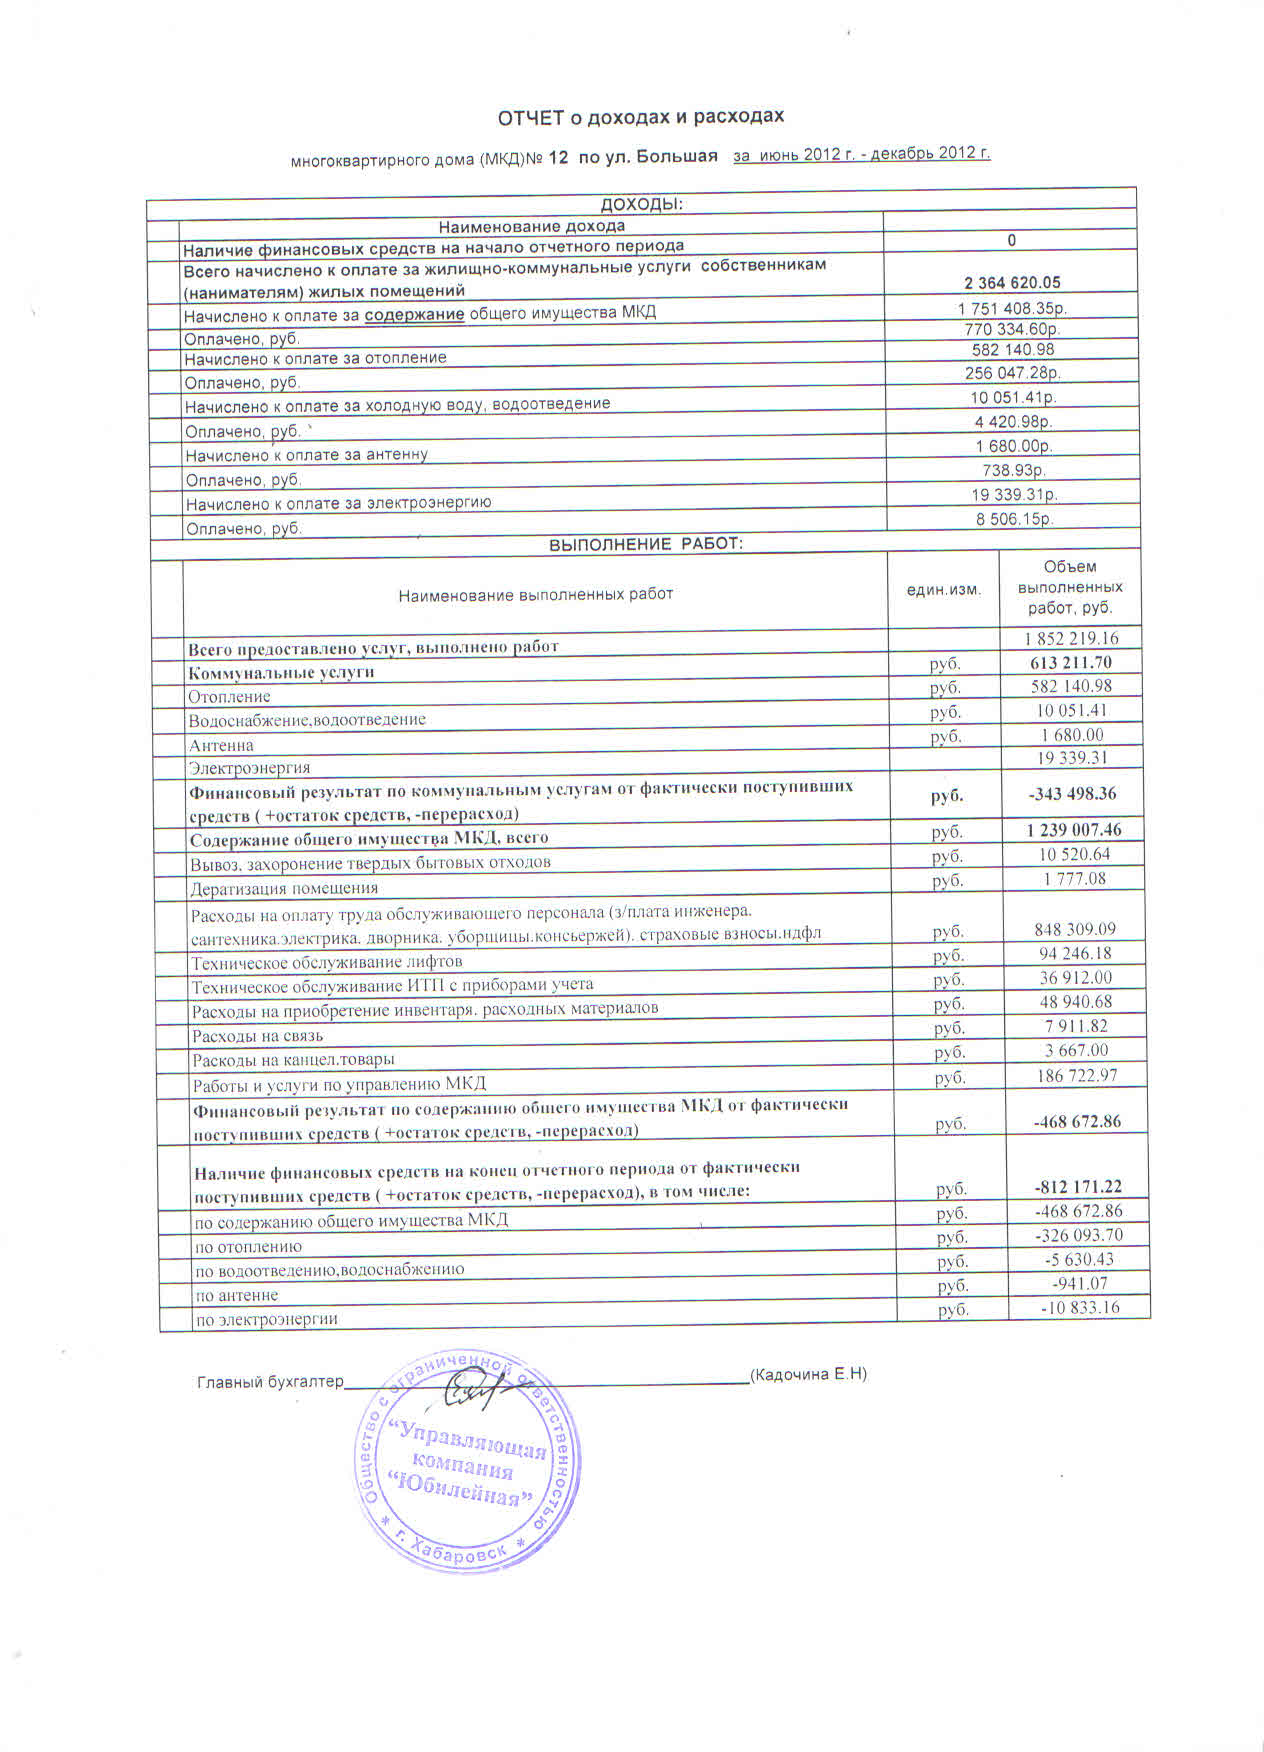 ОТЧЕТ о доходах и расходах
многоквартирного дома (МКД)№ 12 по ул. Большая за июнь 2012 г. - декабрь 2012 г.
ДОХОДЫ:
Наименование дохода
Наличие финансовых средств на начало отчетного периода 0
Всего начислено к оплате за жилищно-коммунальные услуги собственникам
(нанимателям) жилых помещений 2 364 620.05
Начислено к оплате за содержание общего имущества МКД 1 751 408.35р.
Оплачено, руб. 770 334.60р.
Начислено к оплате за отопление 582 140.98
Оплачено, руб. 256 047.28р.
Начислено к оплате за холодную воду, водоотведение 10 051.41р.
Оплачено, руб. 4 420.98р.
Начислено к оплате за антенну 1 680.00р.
Оплачено, руб. 738.93р.
Начислено к оплате за электроэнергию 19 339.31р.
Оплачено, руб. 8 506.15р.
ВЫПОЛНЕНИЕ РАБОТ:
Наименование выполненных работ един.изм. Объем
выполненных
работ, руб.
Всего предоставлено услуг, выполнено работ 1 852 219.16
Коммунальные услуги руб. 613 211.70
Отопление руб. 582 140.98
Водоснабжение,водоотведение руб. 10 051.41
Антенна руб. 1 680.00
Электроэнергия 19 339.31
Финансовый результат по коммунальным услугам от фактически поступивших
средств ( +остаток средств, -перерасход) руб. -343 498.36
Содержание общего имущества МКД, всего руб. 1 239 007.46
Вывоз, захоронение твердых бытовых отходов руб. 10 520.64
Дератизация помещения руб. 1 777.08
Расходы на оплату труда обслуживающего персонала (з/плата инженера,
сантехника,электрика, дворника, уборщицы,консьержей), страховые взносы,ндфл руб. 848 309.09
Техническое обслуживание лифтов руб. 94 246.18
Техническое обслуживание ИТП с приборами учета руб. 36 912.00
Расходы на приобретение инвентаря, расходных материалов руб. 48 940.68
Расходы на связь руб. 7 911.82
Раскоды на канцел.товары руб. 3 667.00
Работы и услуги по управлению МКД руб. 186 722.97
Финансовый результат по содержанию общего имущества МКД от фактически
поступивших средств ( +остаток средств, -перерасход) руб. -468 672.86
Наличие финансовых средств на конец отчетного периода от фактически
поступивших средств ( +остаток средств, -перерасход), в том числе: руб. -812 171.22
по содержанию общего имущества МКД руб. -468 672.86
по отоплению руб. -326 093.70
по водоотведению,водоснабжению руб. -5 630.43
по антенне руб. -941.07
по электроэнергии руб. -10 833.16
Главный бухгалтер (Кадочина Е.Н)
Общество с ограниченной ответственностью
“Управляющая
компания
“Юбилейная”
* г. Хабаровск *